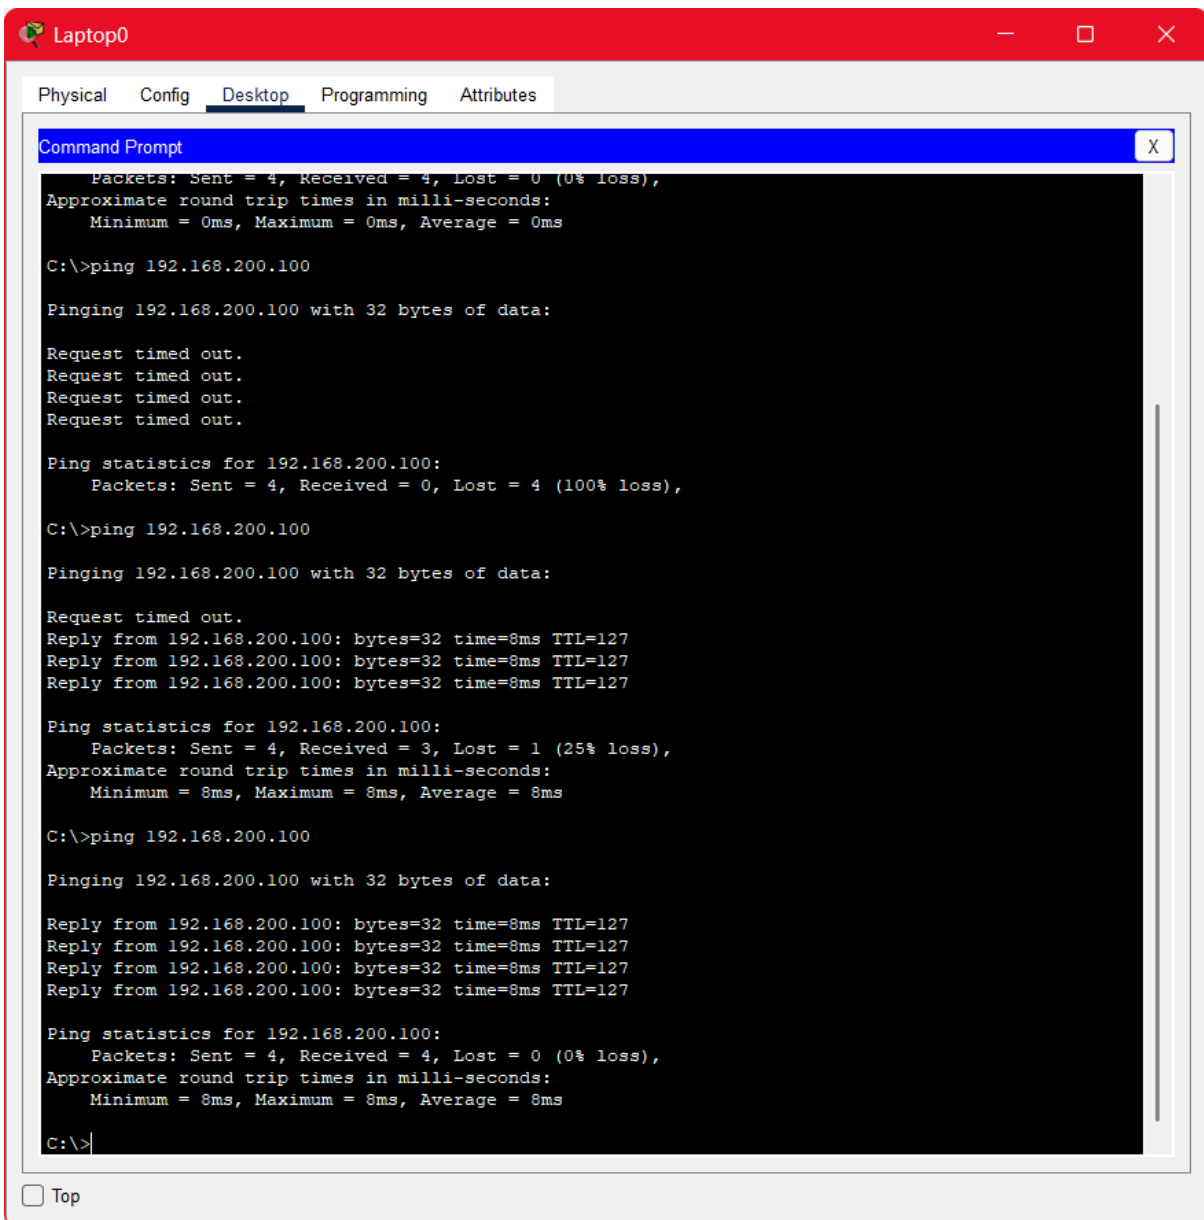 Laptop0
Physical Config Desktop Programming Attributes
Command Prompt X
Packets: Sent = 4, Received = 4, Lost = 0 (0% loss),
Approximate round trip times in milli-seconds:
Minimum = 0ms, Maximum = 0ms, Average = 0ms
C:\>ping 192.168.200.100
Pinging 192.168.200.100 with 32 bytes of data:
Request timed out.
Request timed out.
Request timed out.
Request timed out.
Ping statistics for 192.168.200.100:
Packets: Sent = 4, Received = 0, Lost = 4 (100% loss),
C:\>ping 192.168.200.100
Pinging 192.168.200.100 with 32 bytes of data:
Request timed out.
Reply from 192.168.200.100: bytes=32 time=8ms TTL=127
Reply from 192.168.200.100: bytes=32 time=8ms TTL=127
Reply from 192.168.200.100: bytes=32 time=8ms TTL=127
Ping statistics for 192.168.200.100:
Packets: Sent = 4, Received = 3, Lost = 1 (25% loss),
Approximate round trip times in milli-seconds:
Minimum = 8ms, Maximum = 8ms, Average = 8ms
C:\>ping 192.168.200.100
Pinging 192.168.200.100 with 32 bytes of data:
Reply from 192.168.200.100: bytes=32 time=8ms TTL=127
Reply from 192.168.200.100: bytes=32 time=8ms TTL=127
Reply from 192.168.200.100: bytes=32 time=8ms TTL=127
Reply from 192.168.200.100: bytes=32 time=8ms TTL=127
Ping statistics for 192.168.200.100:
Packets: Sent = 4, Received = 4, Lost = 0 (0% loss),
Approximate round trip times in milli-seconds:
Minimum = 8ms, Maximum = 8ms, Average = 8ms
C:\>
Top